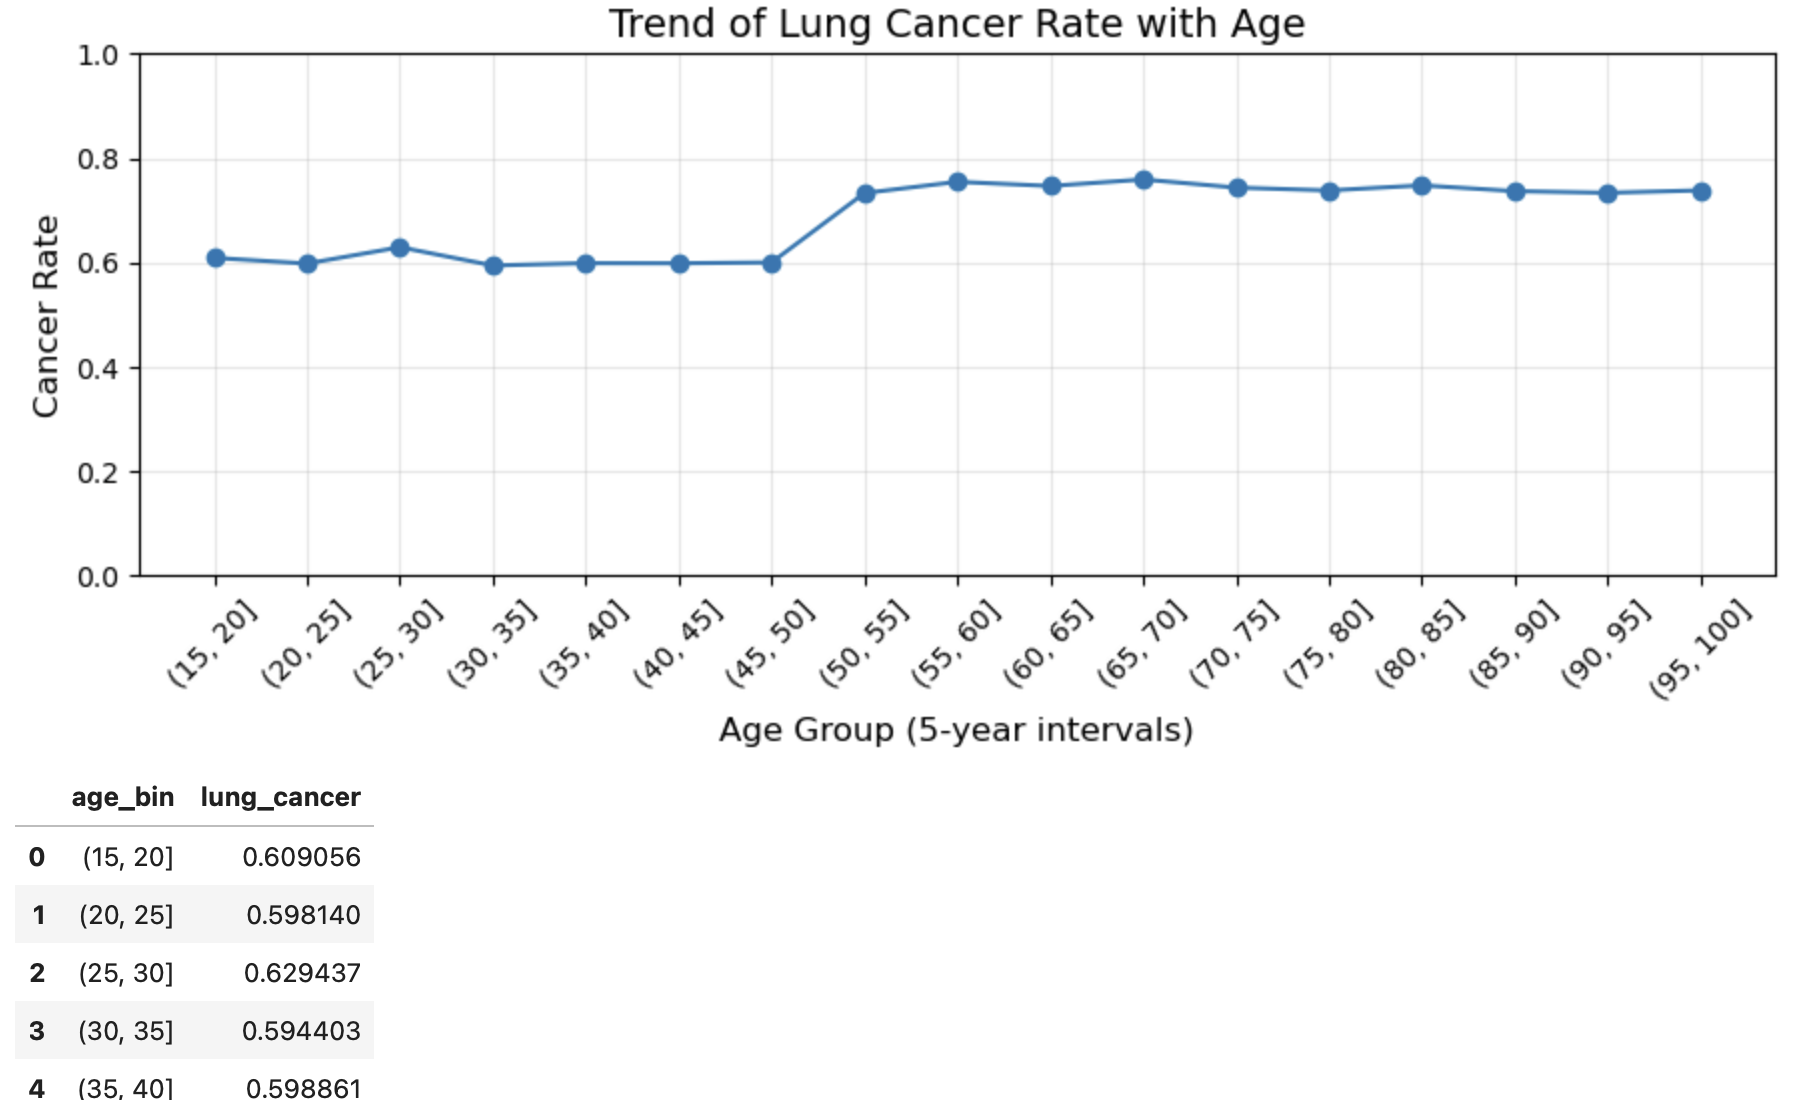 Trend of Lung Cancer Rate with Age
1.0
0.8
0.6
0.4
0.2
0.0
Cancer Rate
(15, 20]
(20, 25]
(25, 30]
(30, 35]
(35, 40]
(40, 45]
(45, 50]
(50, 55]
(55, 60]
(60, 65]
(65, 70]
(70, 75]
(75, 80]
(80, 85]
(85, 90]
(90, 95]
(95, 100]
Age Group (5-year intervals)
age_bin lung_cancer
0 (15, 20] 0.609056
1 (20, 25] 0.598140
2 (25, 30] 0.629437
3 (30, 35] 0.594403
4 (35, 40] 0.598861